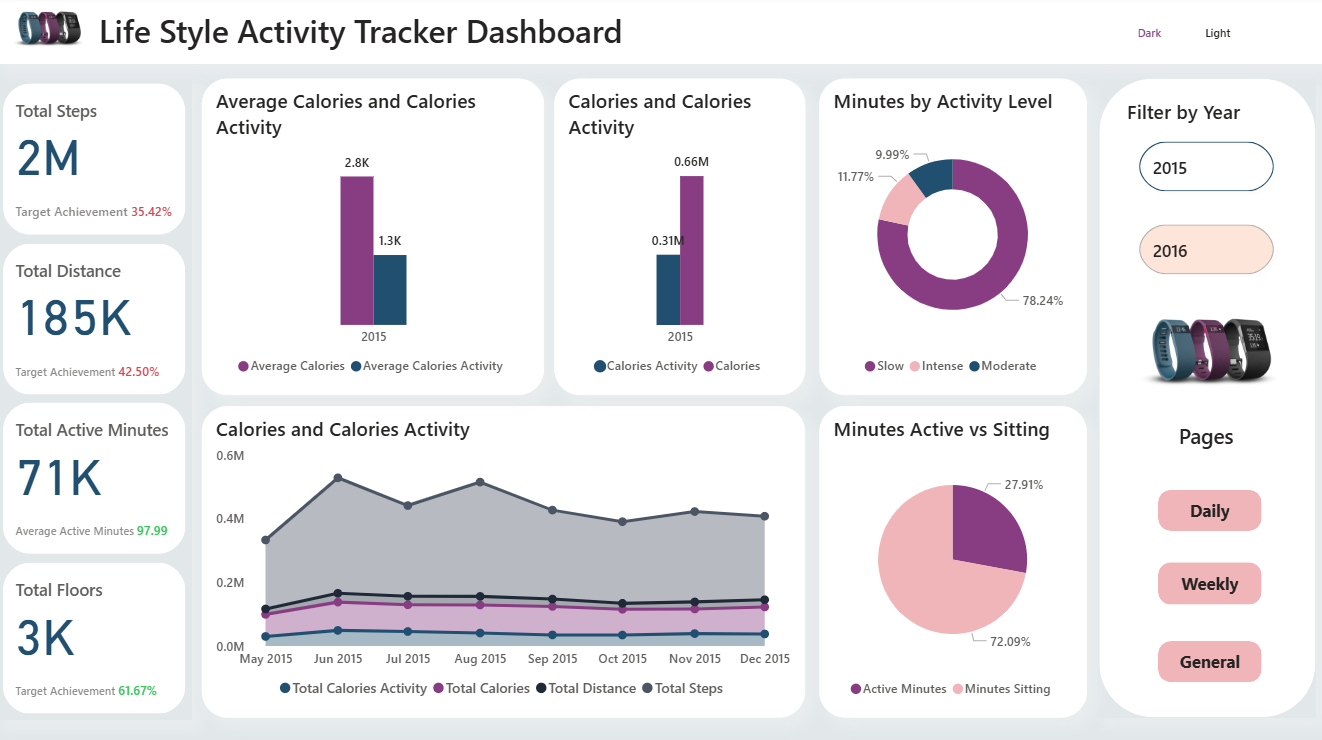 Life Style Activity Tracker Dashboard
Dark
Light
Total Steps
2M
Target Achievement 35.42%
Total Distance
185K
Target Achievement 42.50%
Total Active Minutes
71K
Average Active Minutes 97.99
Total Floors
3K
Target Achievement 61.67%
Average Calories and Calories
Activity
2.8K
1.3K
2015
Average Calories
Average Calories Activity
Calories and Calories
Activity
0.66M
0.31M
2015
Calories Activity
Calories
Minutes by Activity Level
9.99%
11.77%
78.24%
Slow
Intense
Moderate
Calories and Calories Activity
0.6M
0.4M
0.2M
0.0M
May 2015
Jun 2015
Jul 2015
Aug 2015
Sep 2015
Oct 2015
Nov 2015
Dec 2015
Total Calories Activity
Total Calories
Total Distance
Total Steps
Minutes Active vs Sitting
27.91%
72.09%
Active Minutes
Minutes Sitting
Filter by Year
2015
2016
Pages
Daily
Weekly
General